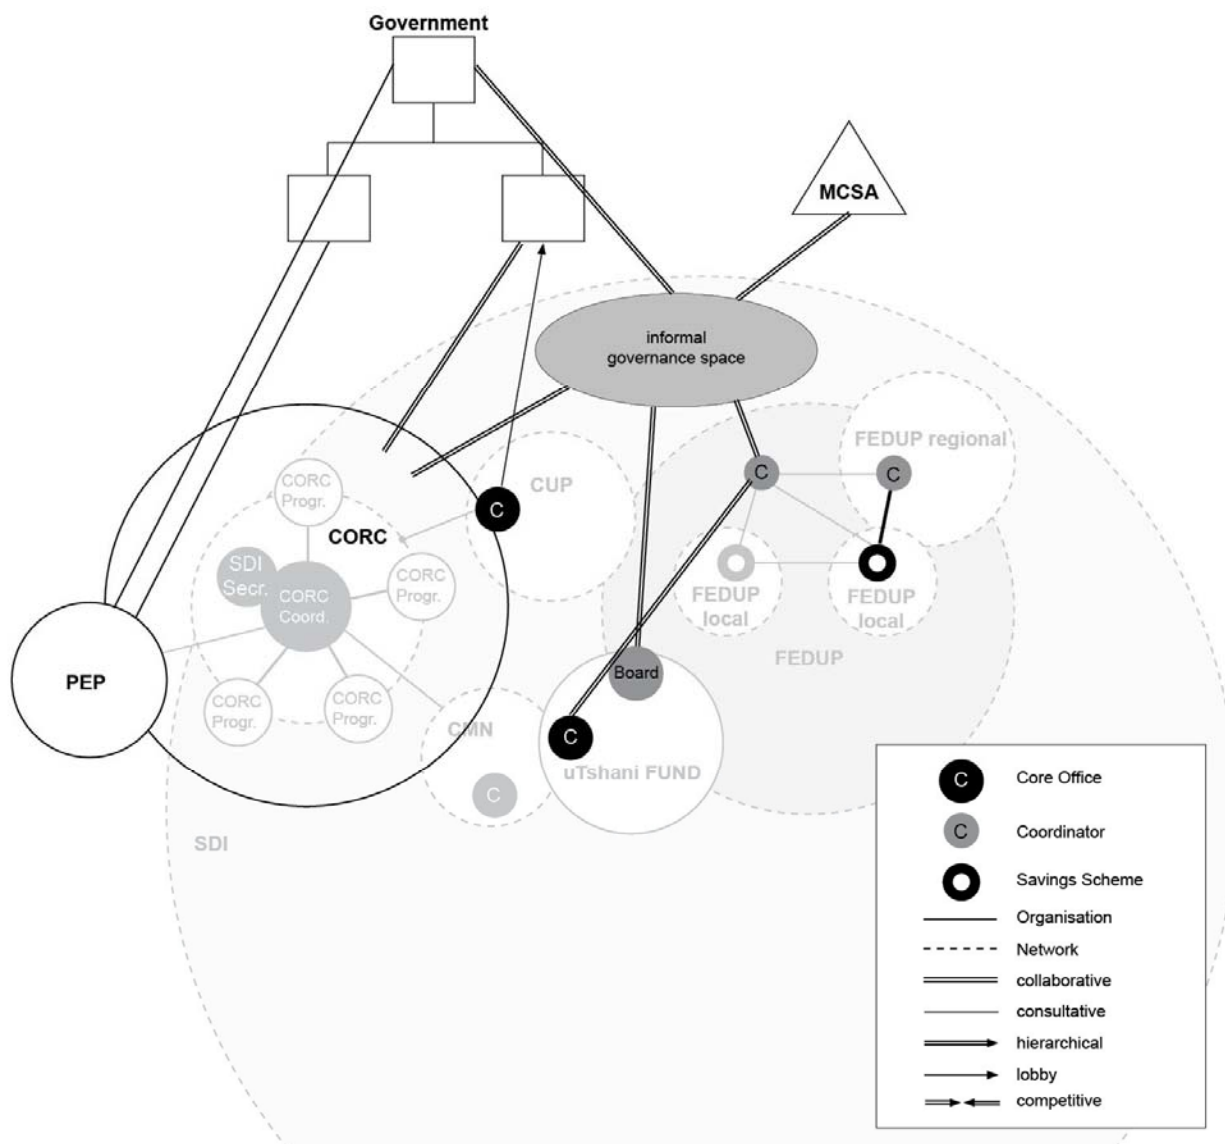 Government
MCSA
informal
governance space
FEDUP regional
C
C
CUP
C
CORC
Progr.
CORC
SDI
Secr.
CORC
Coord.
CORC
Progr.
FEDUP
local
FEDUP
local
FEDUP
PEP
Board
CORC
Progr.
CORC
Progr.
CMN
C
uTshani FUND
C
SDI
C
Core Office
C
Coordinator
Savings Scheme
Organisation
Network
collaborative
consultative
hierarchical
lobby
competitive